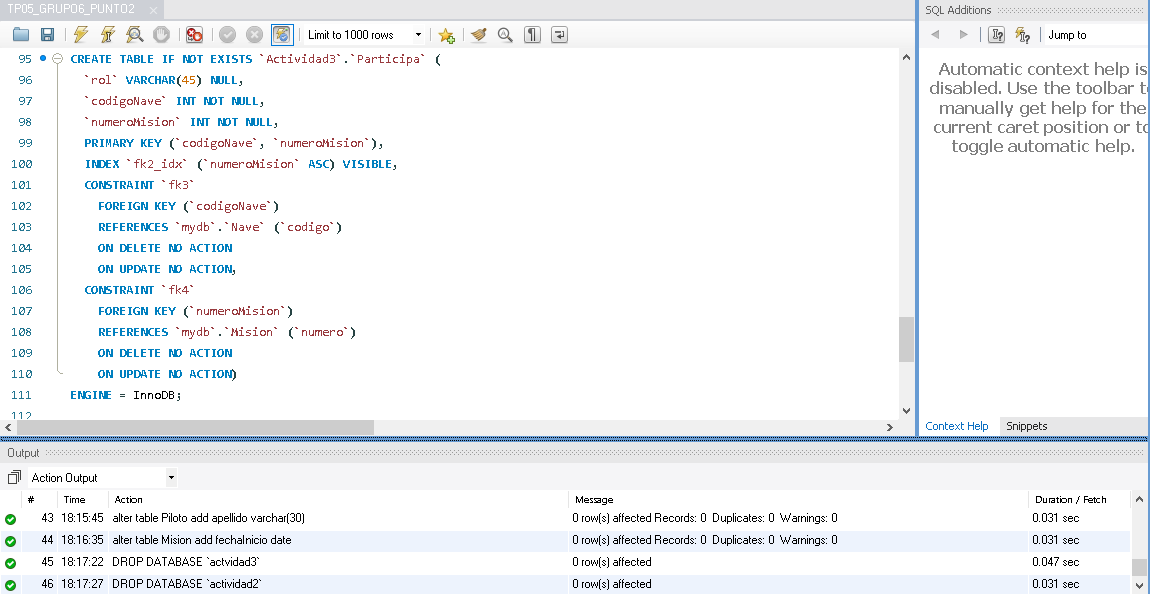 TP05_GRUPO6_PUNTO2 ×
SQL Additions
Limit to 1000 rows
Jump to
95 CREATE TABLE IF NOT EXISTS `Actividad3`.`Participa` (
96 `rol` VARCHAR(45) NULL,
97 `codigoNave` INT NOT NULL,
98 `numeroMision` INT NOT NULL,
99 PRIMARY KEY (`codigoNave`, `numeroMision`),
100 INDEX `fk2_idx` (`numeroMision` ASC) VISIBLE,
101 CONSTRAINT `fk3`
102 FOREIGN KEY (`codigoNave`)
103 REFERENCES `mydb`.`Nave` (`codigo`)
104 ON DELETE NO ACTION
105 ON UPDATE NO ACTION,
106 CONSTRAINT `fk4`
107 FOREIGN KEY (`numeroMision`)
108 REFERENCES `mydb`.`Mision` (`numero`)
109 ON DELETE NO ACTION
110 ON UPDATE NO ACTION)
111 ENGINE = InnoDB;
112
Automatic context help is
disabled. Use the toolbar to
manually get help for the
current caret position or to
toggle automatic help.
Context Help Snippets
Output
Action Output
# Time Action Message Duration / Fetch
43 18:15:45 alter table Piloto add apellido varchar(30) 0 row(s) affected Records: 0 Duplicates: 0 Warnings: 0 0.031 sec
44 18:16:35 alter table Mision add fechaInicio date 0 row(s) affected Records: 0 Duplicates: 0 Warnings: 0 0.031 sec
45 18:17:22 DROP DATABASE `actvidad3` 0 row(s) affected 0.047 sec
46 18:17:27 DROP DATABASE `actividad2` 0 row(s) affected 0.031 sec